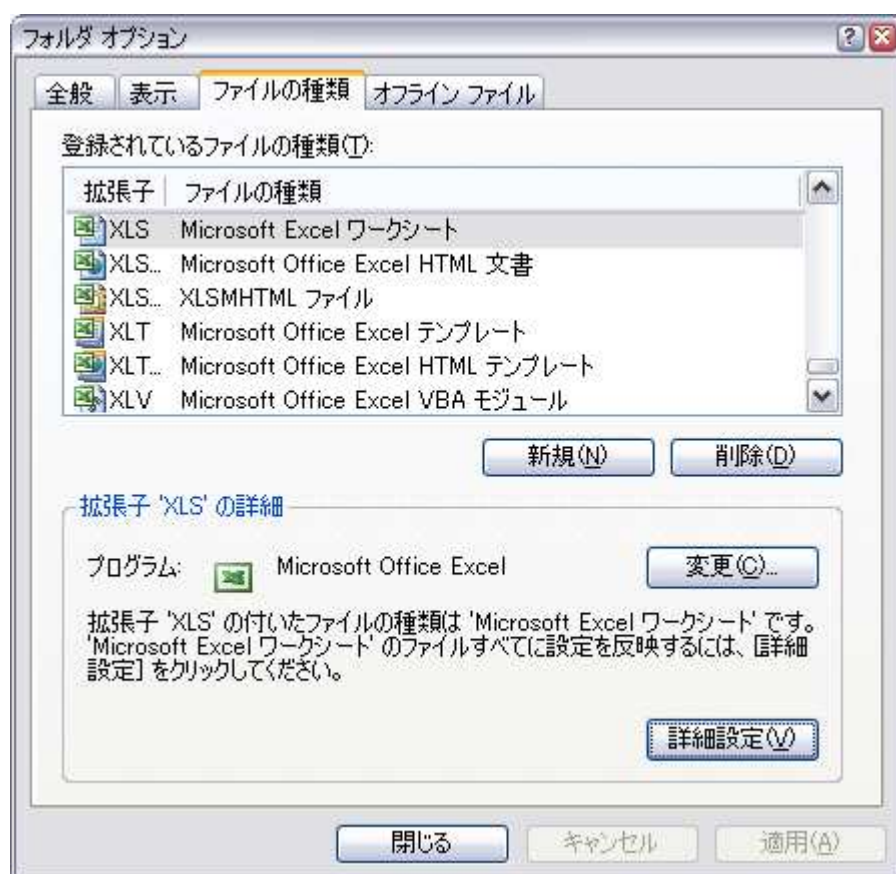 フォルダ オプション
全般 表示 ファイルの種類 オフライン ファイル
登録されているファイルの種類(T):
拡張子 ファイルの種類
XLS Microsoft Excel ワークシート
XLS... Microsoft Office Excel HTML 文書
XLS... XLSMHTML ファイル
XLT Microsoft Office Excel テンプレート
XLT... Microsoft Office Excel HTML テンプレート
XLV Microsoft Office Excel VBA モジュール
新規(N) 削除(D)
拡張子 'XLS' の詳細
プログラム: Microsoft Office Excel 変更(C)...
拡張子 'XLS' の付いたファイルの種類は 'Microsoft Excel ワークシート' です。
'Microsoft Excel ワークシート' のファイルすべてに設定を反映するには、[詳細
設定] をクリックしてください。
詳細設定(V)
閉じる キャンセル 適用(A)